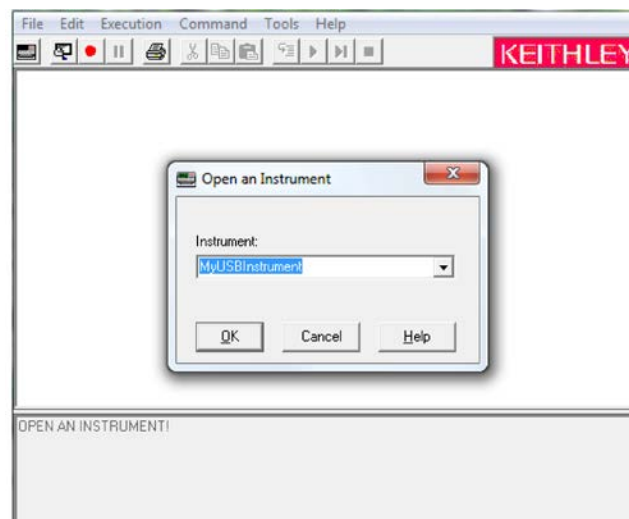 File Edit Execution Command Tools Help
KEITHLEY
Open an Instrument
Instrument:
MyUSBInstrument
OK Cancel Help
OPEN AN INSTRUMENT!